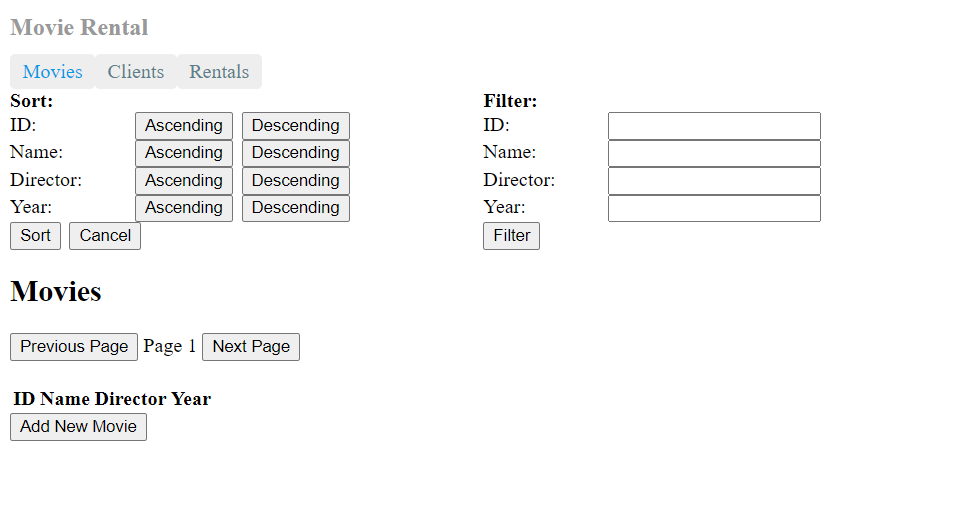 Movie Rental
Movies Clients Rentals
Sort:
ID: Ascending Descending
Name: Ascending Descending
Director: Ascending Descending
Year: Ascending Descending
Sort Cancel
Filter:
ID:
Name:
Director:
Year:
Filter
Movies
Previous Page Page 1 Next Page
ID Name Director Year
Add New Movie